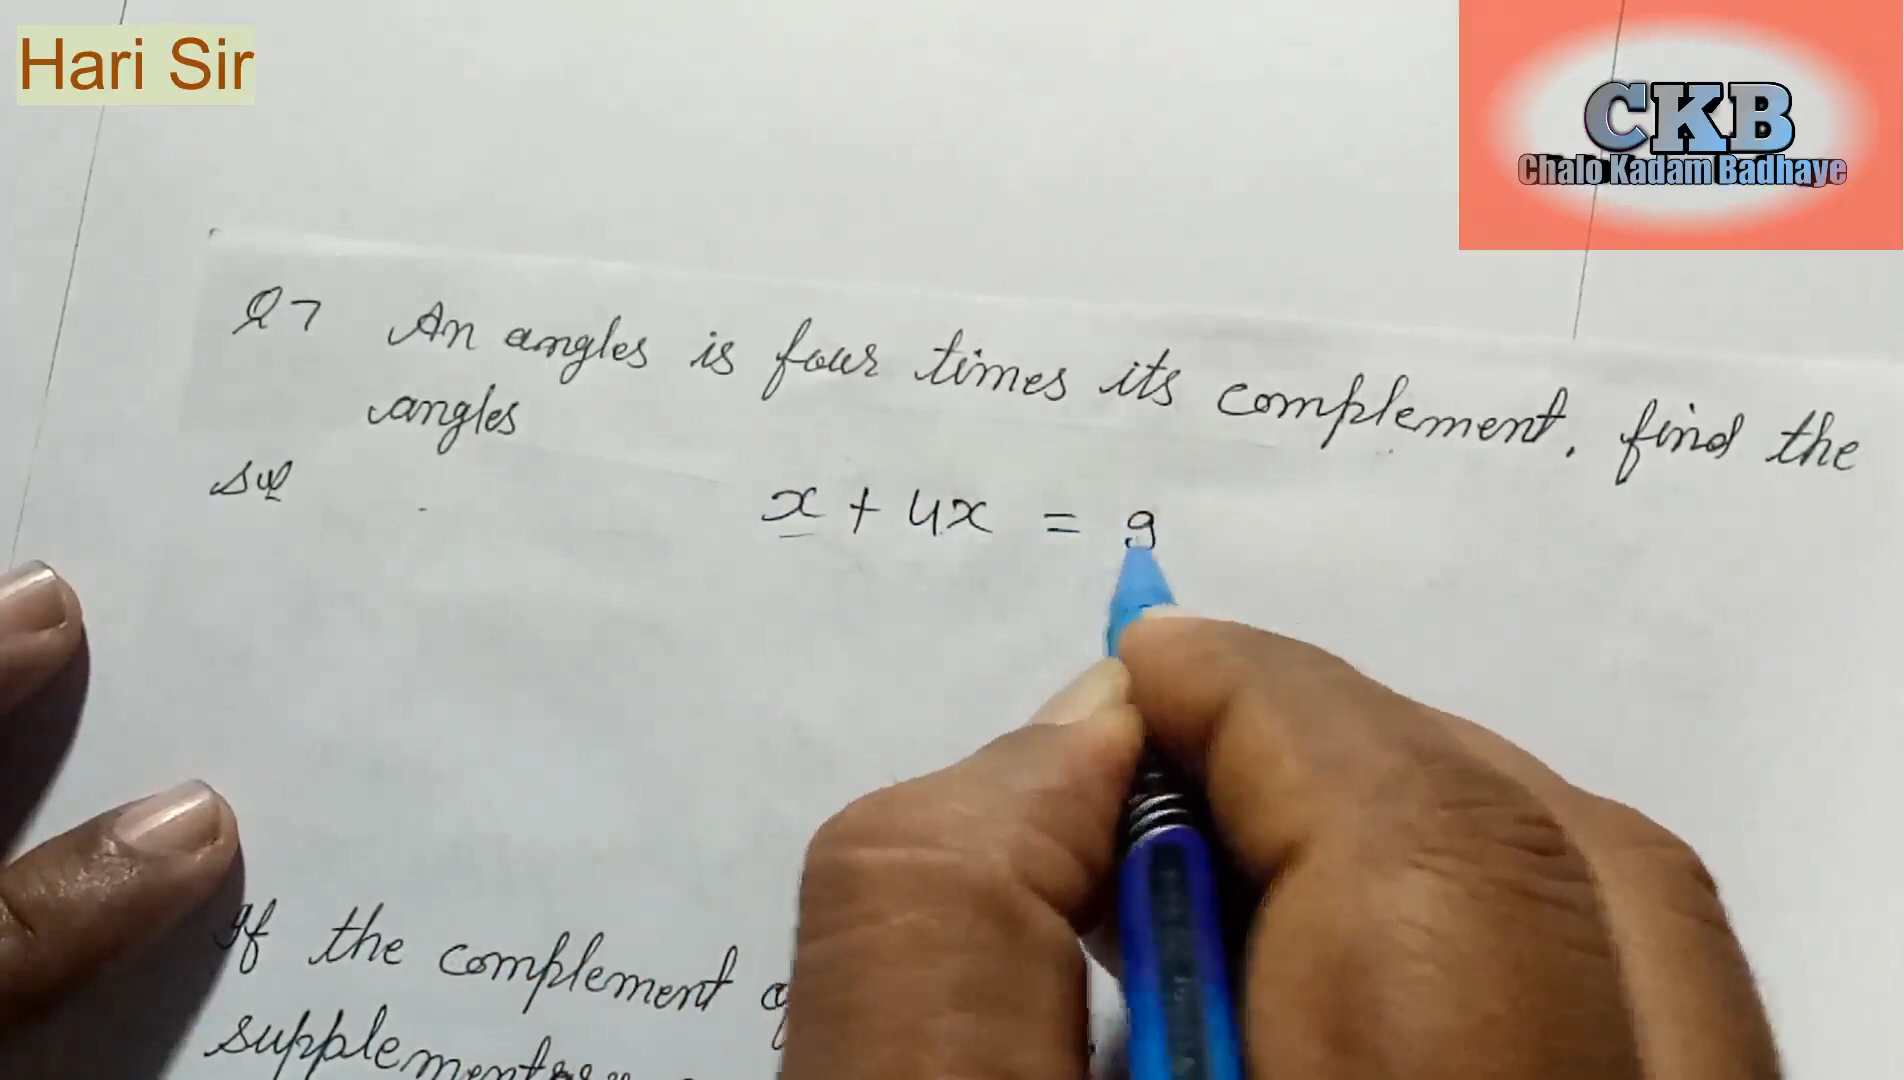 Hari Sir
CKB
Chalo Kadam Badhaye
Q7 An angles is four times its complement, find the
angles
Sol
x + 4x = 9
If the complement
supplementary